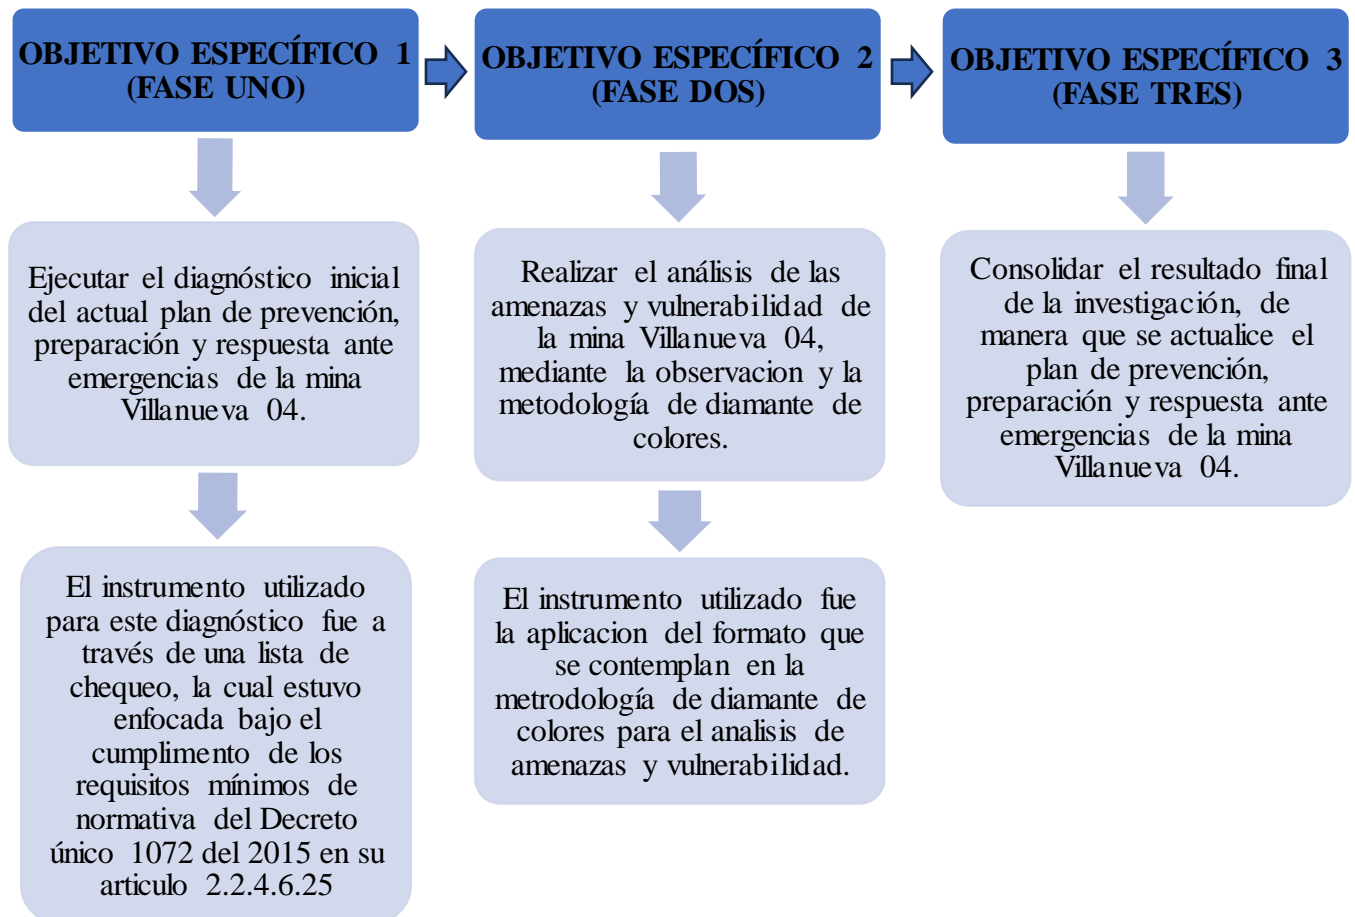 OBJETIVO ESPECÍFICO 1
(FASE UNO)
OBJETIVO ESPECÍFICO 2
(FASE DOS)
OBJETIVO ESPECÍFICO 3
(FASE TRES)
Ejecutar el diagnóstico inicial
del actual plan de prevención,
preparación y respuesta ante
emergencias de la mina
Villanueva 04.
Realizar el análisis de las
amenazas y vulnerabilidad de
la mina Villanueva 04,
mediante la observacion y la
metodología de diamante de
colores.
Consolidar el resultado final
de la investigación, de
manera que se actualice el
plan de prevención,
preparación y respuesta ante
emergencias de la mina
Villanueva 04.
El instrumento utilizado
para este diagnóstico fue a
través de una lista de
chequeo, la cual estuvo
enfocada bajo el
cumplimento de los
requisitos mínimos de
normativa del Decreto
único 1072 del 2015 en su
articulo 2.2.4.6.25
El instrumento utilizado fue
la aplicacion del formato que
se contemplan en la
metrodología de diamante de
colores para el analisis de
amenazas y vulnerabilidad.